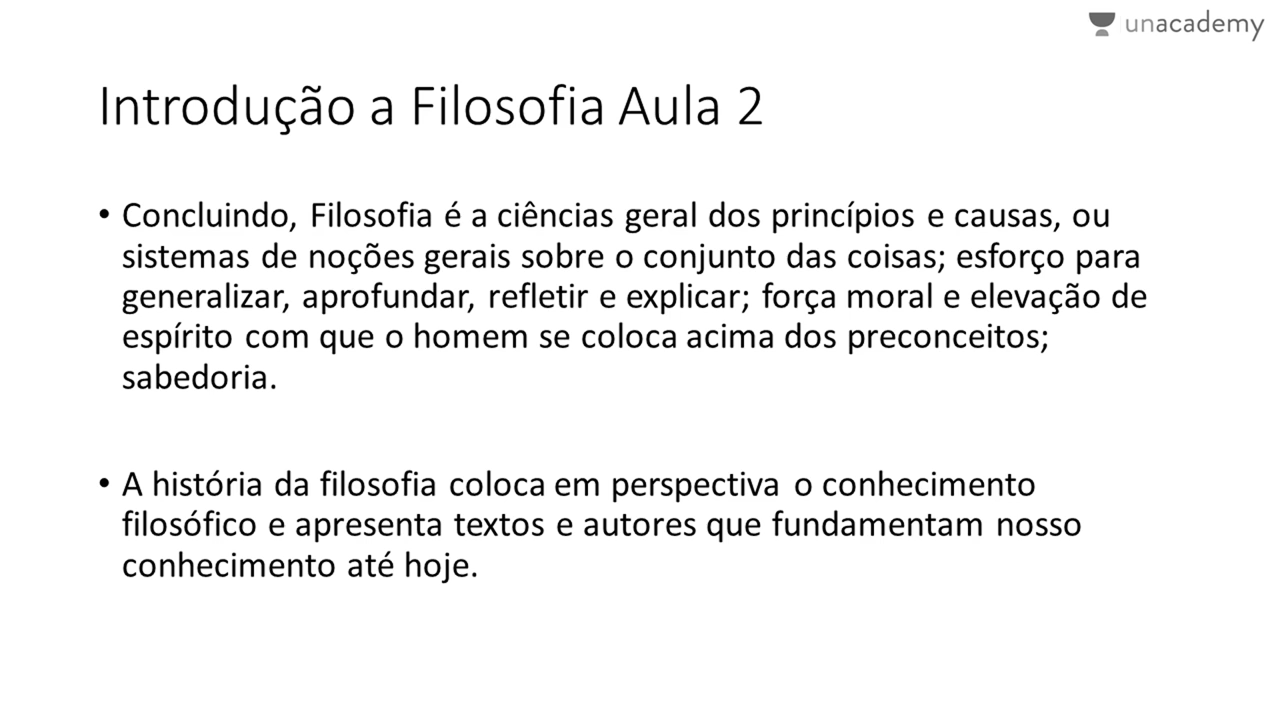 unacademy
Introdução a Filosofia Aula 2
• Concluindo, Filosofia é a ciências geral dos princípios e causas, ou
sistemas de noções gerais sobre o conjunto das coisas; esforço para
generalizar, aprofundar, refletir e explicar; força moral e elevação de
espírito com que o homem se coloca acima dos preconceitos;
sabedoria.
• A história da filosofia coloca em perspectiva o conhecimento
filosófico e apresenta textos e autores que fundamentam nosso
conhecimento até hoje.